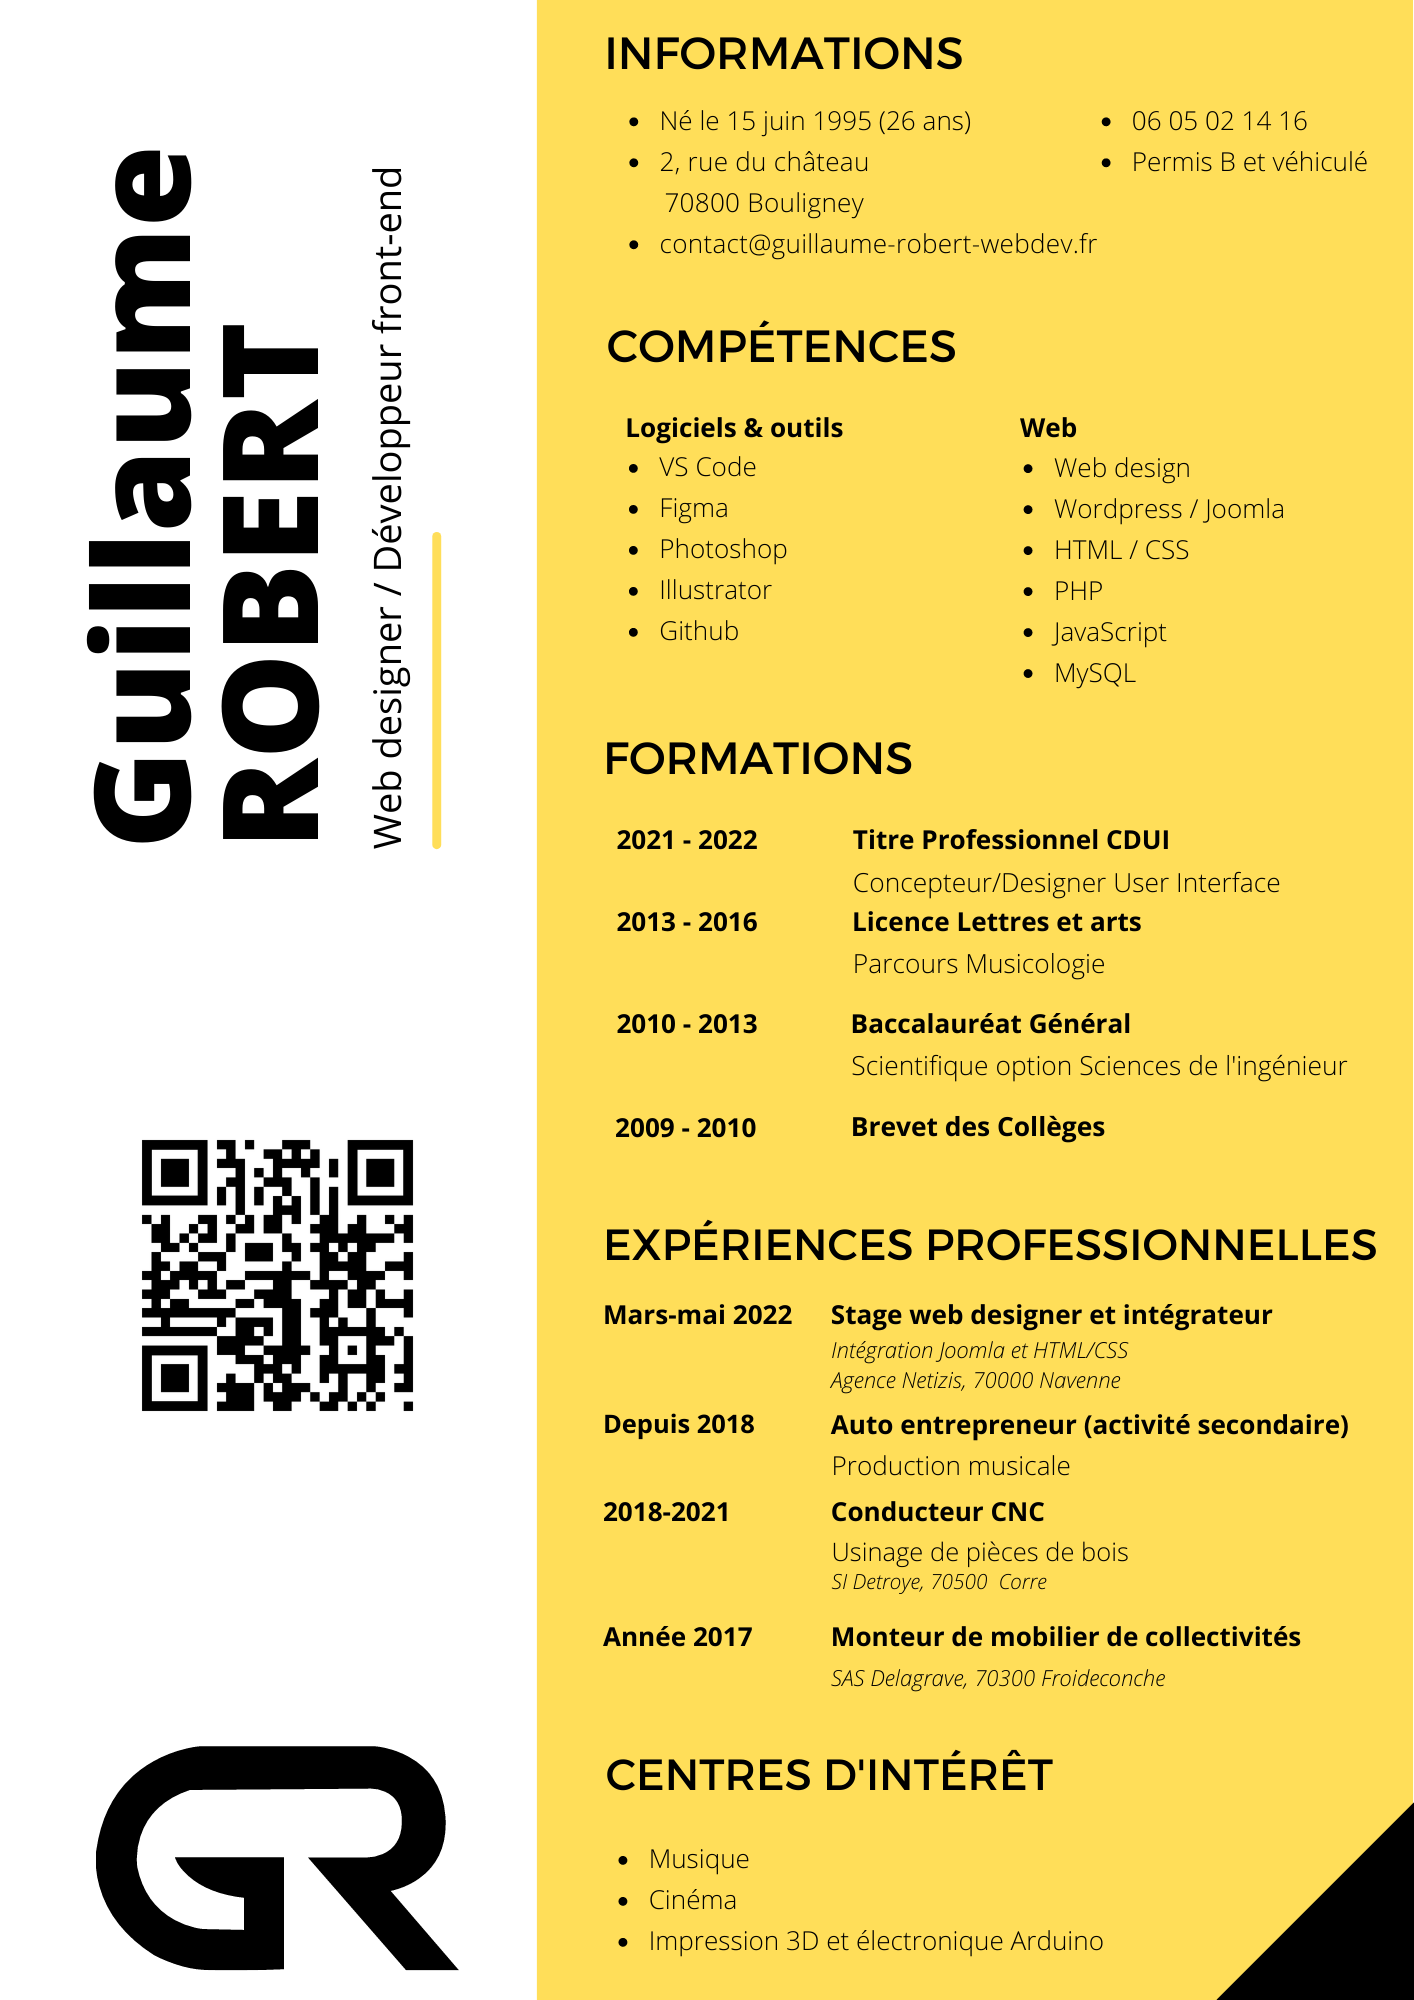 Guillaume
ROBERT
Web designer / Développeur front-end
GR
INFORMATIONS
• Né le 15 juin 1995 (26 ans)
• 2, rue du château
70800 Bouligney
• contact@guillaume-robert-webdev.fr
• 06 05 02 14 16
• Permis B et véhiculé
COMPÉTENCES
Logiciels & outils
• VS Code
• Figma
• Photoshop
• Illustrator
• Github
Web
• Web design
• Wordpress / Joomla
• HTML / CSS
• PHP
• JavaScript
• MySQL
FORMATIONS
2021 - 2022 Titre Professionnel CDUI
Concepteur/Designer User Interface
2013 - 2016 Licence Lettres et arts
Parcours Musicologie
2010 - 2013 Baccalauréat Général
Scientifique option Sciences de l'ingénieur
2009 - 2010 Brevet des Collèges
EXPÉRIENCES PROFESSIONNELLES
Mars-mai 2022 Stage web designer et intégrateur
Intégration Joomla et HTML/CSS
Agence Netizis, 70000 Navenne
Depuis 2018 Auto entrepreneur (activité secondaire)
Production musicale
2018-2021 Conducteur CNC
Usinage de pièces de bois
SI Detroye, 70500 Corre
Année 2017 Monteur de mobilier de collectivités
SAS Delagrave, 70300 Froideconche
CENTRES D'INTÉRÊT
• Musique
• Cinéma
• Impression 3D et électronique Arduino